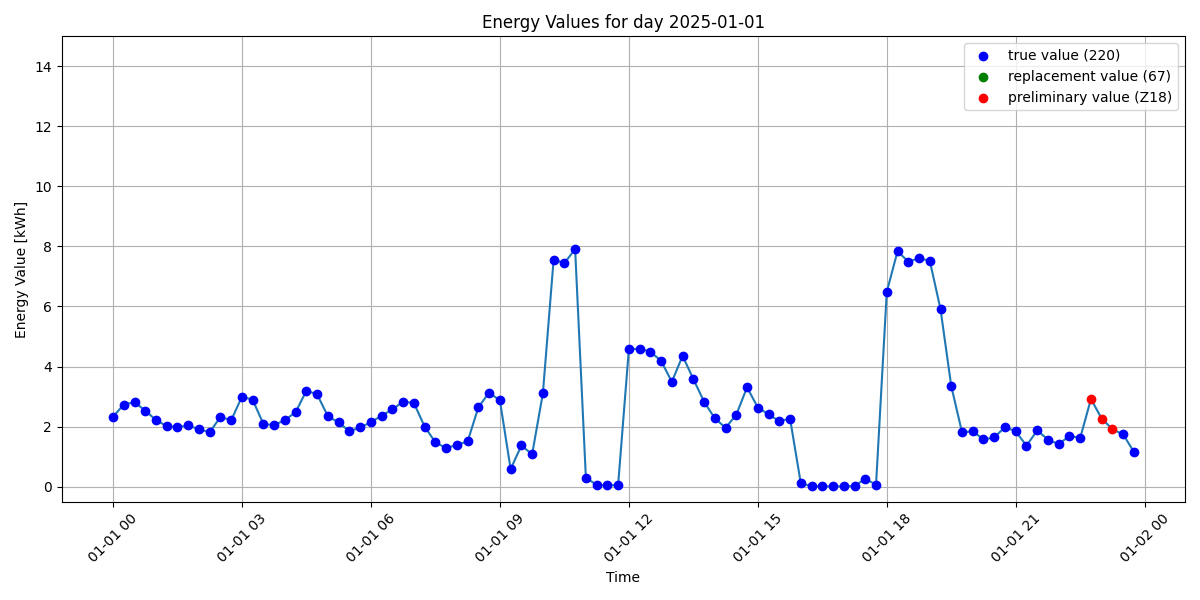 Energy Values for day 2025-01-01
true value (220)
replacement value (67)
preliminary value (Z18)
Energy Value [kWh]
14
12
10
8
6
4
2
0
01-01 00
01-01 03
01-01 06
01-01 09
01-01 12
01-01 15
01-01 18
01-01 21
01-02 00
Time